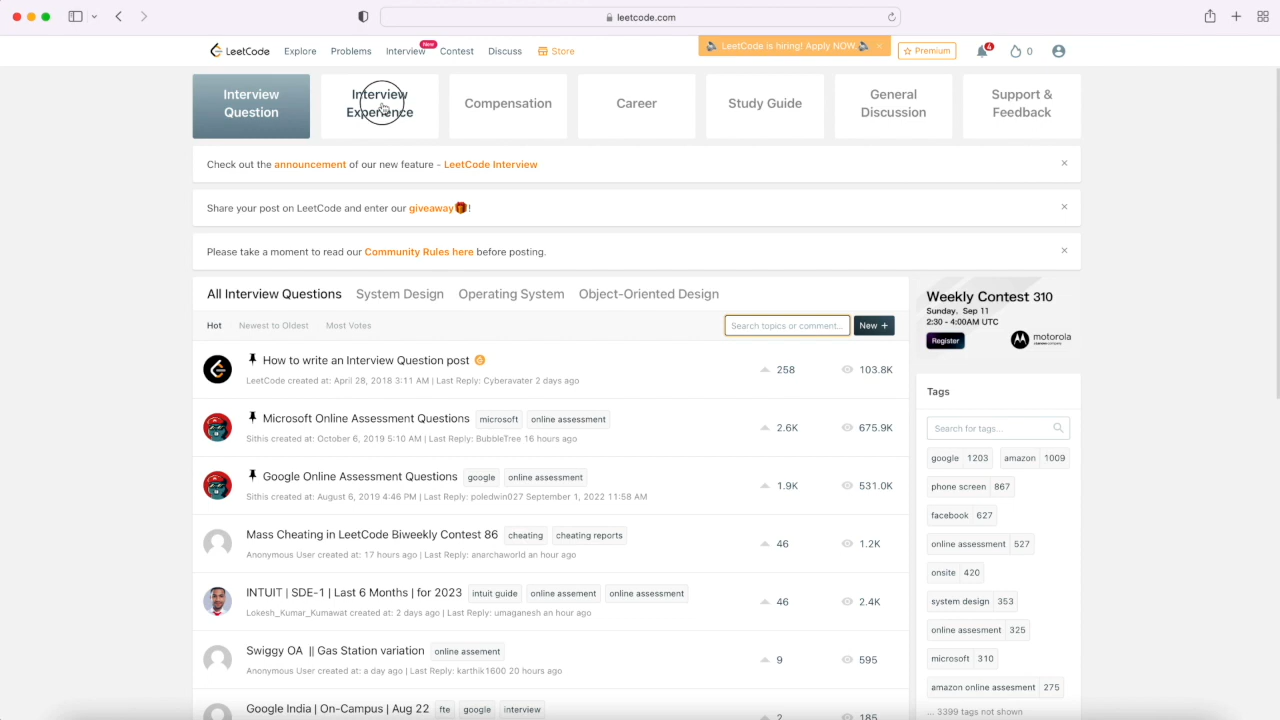 leetcode.com
LeetCode Explore Problems Interview New Contest Discuss Store
LeetCode is hiring! Apply NOW. ×
Premium 4 0
Interview Question
Interview Experience
Compensation
Career
Study Guide
General Discussion
Support & Feedback
Check out the announcement of our new feature - LeetCode Interview ×
Share your post on LeetCode and enter our giveaway🎁! ×
Please take a moment to read our Community Rules here before posting. ×
All Interview Questions System Design Operating System Object-Oriented Design
Hot Newest to Oldest Most Votes Search topics or comment... New +
How to write an Interview Question post 258 103.8K
LeetCode created at: April 28, 2018 3:11 AM | Last Reply: Cyberavater 2 days ago
Microsoft Online Assessment Questions microsoft online assessment 2.6K 675.9K
Sithis created at: October 6, 2019 5:10 AM | Last Reply: BubbleTree 16 hours ago
Google Online Assessment Questions google online assessment 1.9K 531.0K
Sithis created at: August 6, 2019 4:46 PM | Last Reply: poledwin027 September 1, 2022 11:58 AM
Mass Cheating in LeetCode Biweekly Contest 86 cheating cheating reports 46 1.2K
Anonymous User created at: 17 hours ago | Last Reply: anarchaworld an hour ago
INTUIT | SDE-1 | Last 6 Months | for 2023 intuit guide online assement online assessment 46 2.4K
Lokesh_Kumj_Kumawat created at: 2 days ago | Last Reply: umaganesh an hour ago
Swiggy OA || Gas Station variation online assement 9 595
Anonymous User created at: a day ago | Last Reply: karthik1600 20 hours ago
Google India | On-Campus | Aug 22 fte google interview 2 185
Weekly Contest 310
Sunday, Sep 11
2:30 - 4:00AM UTC
Register motorola
Tags
Search for tags...
google 1203 amazon 1009
phone screen 867
facebook 627
online assessment 527
onsite 420
system design 353
online assesment 325
microsoft 310
amazon online assesment 275
... 3399 tags not shown